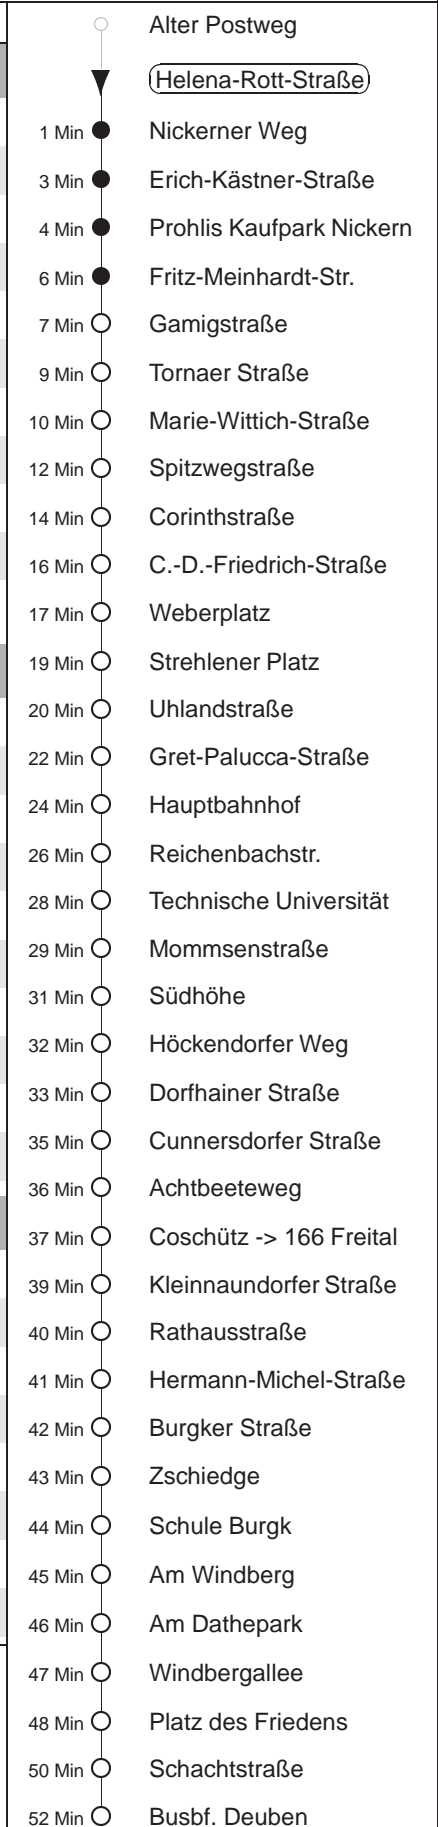 Alter Postweg
Helena-Rott-Straße
1 Min Nickerner Weg
3 Min Erich-Kästner-Straße
4 Min Prohlis Kaufpark Nickern
6 Min Fritz-Meinhardt-Str.
7 Min Gamigstraße
9 Min Tornaer Straße
10 Min Marie-Wittich-Straße
12 Min Spitzwegstraße
14 Min Corinthstraße
16 Min C.-D.-Friedrich-Straße
17 Min Weberplatz
19 Min Strehlener Platz
20 Min Uhlandstraße
22 Min Gret-Palucca-Straße
24 Min Hauptbahnhof
26 Min Reichenbachstr.
28 Min Technische Universität
29 Min Mommsenstraße
31 Min Südhöhe
32 Min Höckendorfer Weg
33 Min Dorfhainer Straße
35 Min Cunnersdorfer Straße
36 Min Achtbeeteweg
37 Min Coschütz -> 166 Freital
39 Min Kleinnaundorfer Straße
40 Min Rathausstraße
41 Min Hermann-Michel-Straße
42 Min Burgker Straße
43 Min Zschiedge
44 Min Schule Burgk
45 Min Am Windberg
46 Min Am Dathepark
47 Min Windbergallee
48 Min Platz des Friedens
50 Min Schachtstraße
52 Min Busbf. Deuben